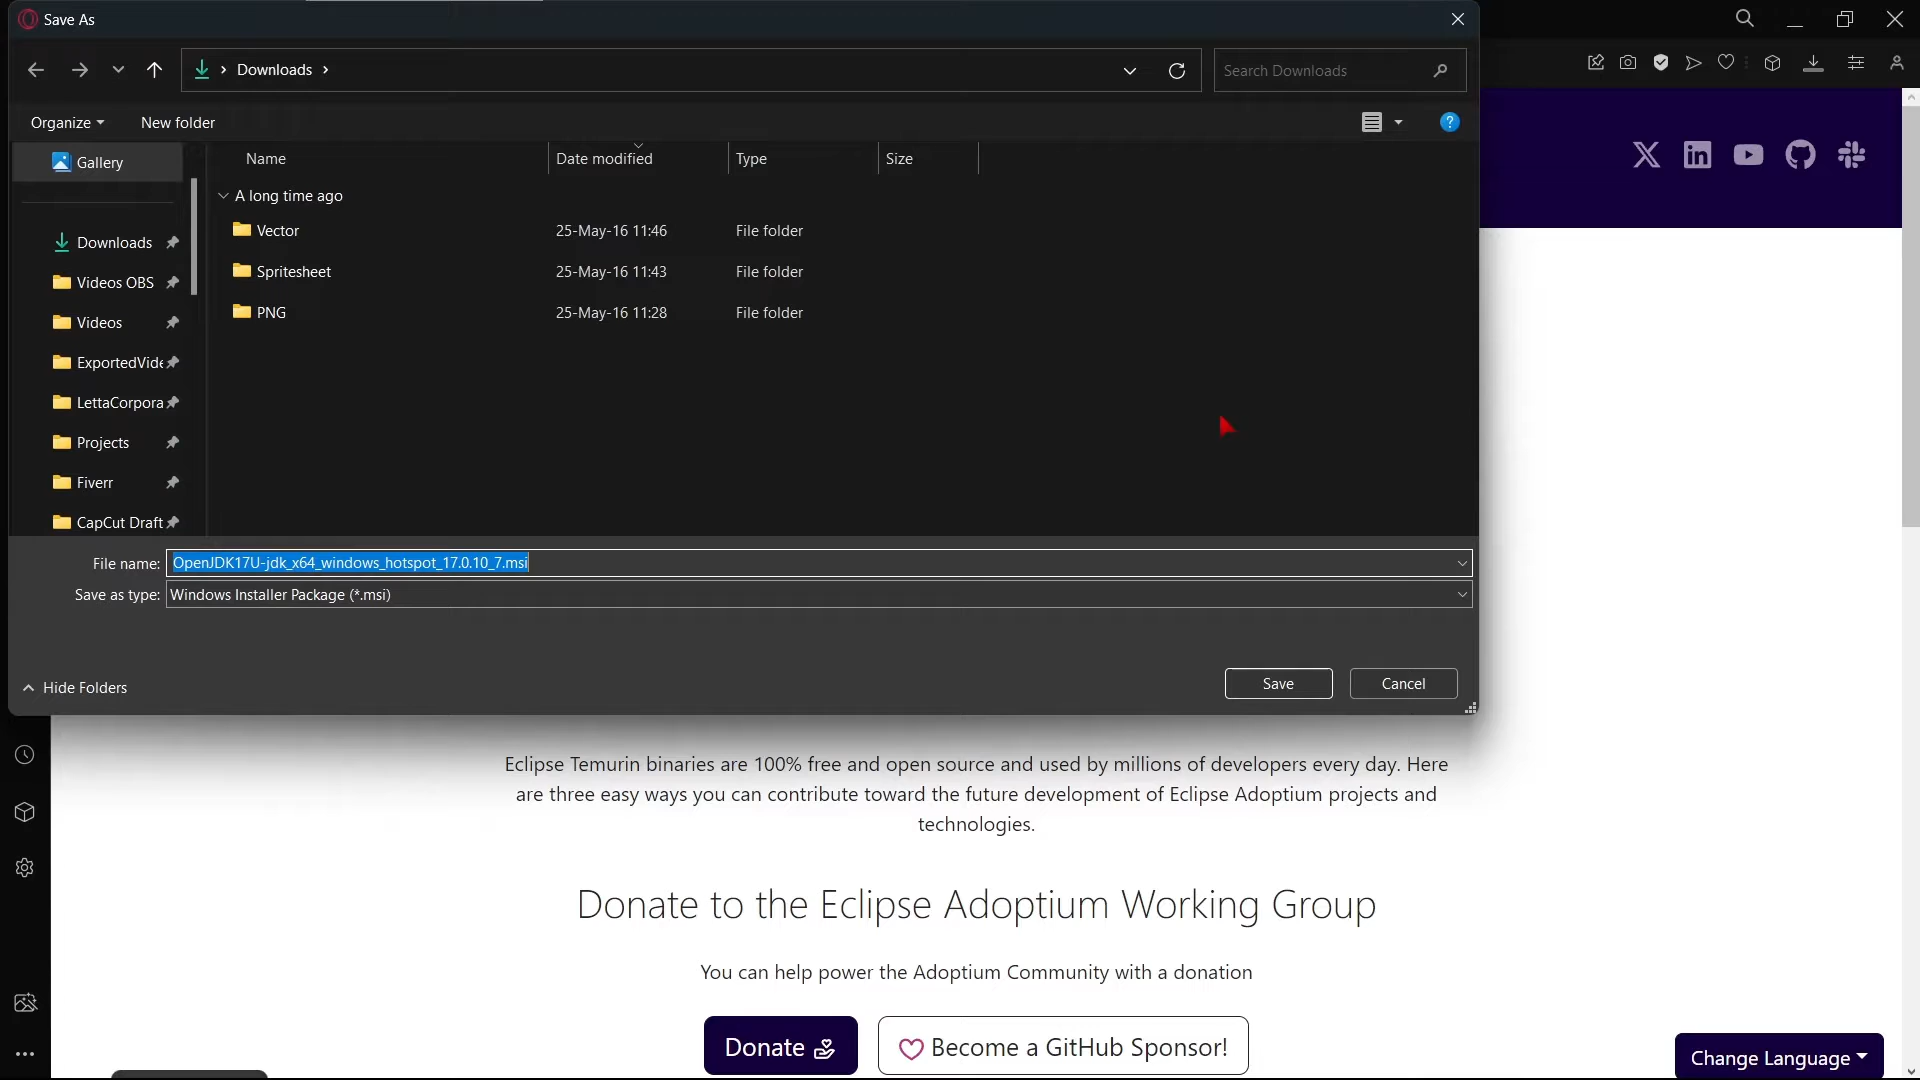 Save As
Downloads
Search Downloads
Organize
New folder
?
Gallery
Name
Date modified
Type
Size
A long time ago
Vector
25-May-16 11:46
File folder
Downloads
Spritesheet
25-May-16 11:43
File folder
Videos OBS
PNG
25-May-16 11:28
File folder
Videos
ExportedVide
LettaCorpora
Projects
Fiverr
CapCut Draft
File name:
OpenJDK17U-jdk_x64_windows_hotspot_17.0.10_7.msi
Save as type:
Windows Installer Package (*.msi)
Hide Folders
Save
Cancel
Eclipse Temurin binaries are 100% free and open source and used by millions of developers every day. Here
are three easy ways you can contribute toward the future development of Eclipse Adoptium projects and
technologies.
Donate to the Eclipse Adoptium Working Group
You can help power the Adoptium Community with a donation
Donate
Become a GitHub Sponsor!
Change Language